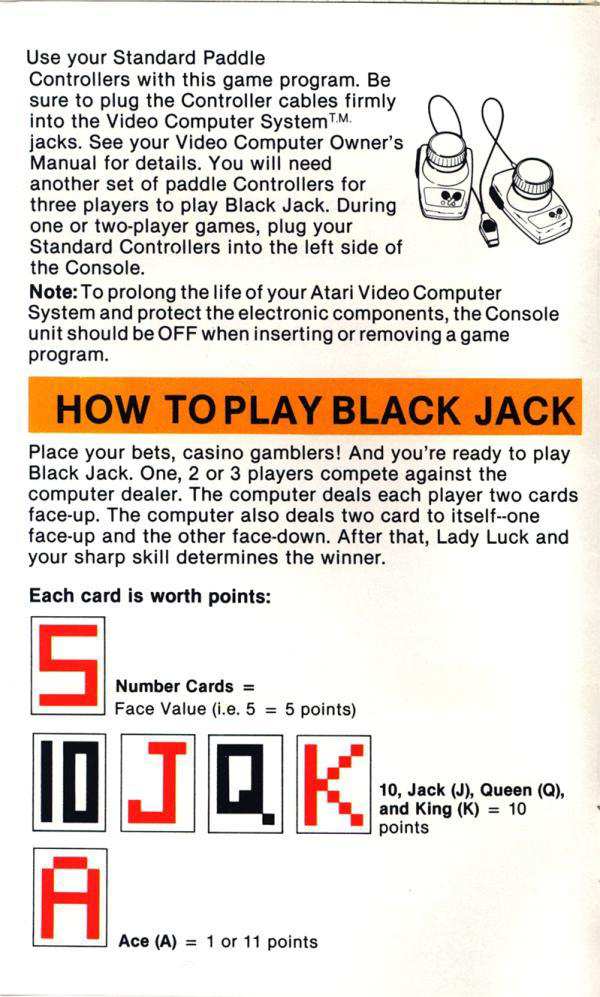 Use your Standard Paddle
Controllers with this game program. Be
sure to plug the Controller cables firmly
into the Video Computer System T.M.
jacks. See your Video Computer Owner's
Manual for details. You will need
another set of paddle Controllers for
three players to play Black Jack. During
one or two-player games, plug your
Standard Controllers into the left side of
the Console.
Note: To prolong the life of your Atari Video Computer
System and protect the electronic components, the Console
unit should be OFF when inserting or removing a game
program.
HOW TO PLAY BLACK JACK
Place your bets, casino gamblers! And you're ready to play
Black Jack. One, 2 or 3 players compete against the
computer dealer. The computer deals each player two cards
face-up. The computer also deals two card to itself--one
face-up and the other face-down. After that, Lady Luck and
your sharp skill determines the winner.
Each card is worth points:
5
Number Cards =
Face Value (i.e. 5 = 5 points)
10 J Q K
10, Jack (J), Queen (Q),
and King (K) = 10
points
A
Ace (A) = 1 or 11 points